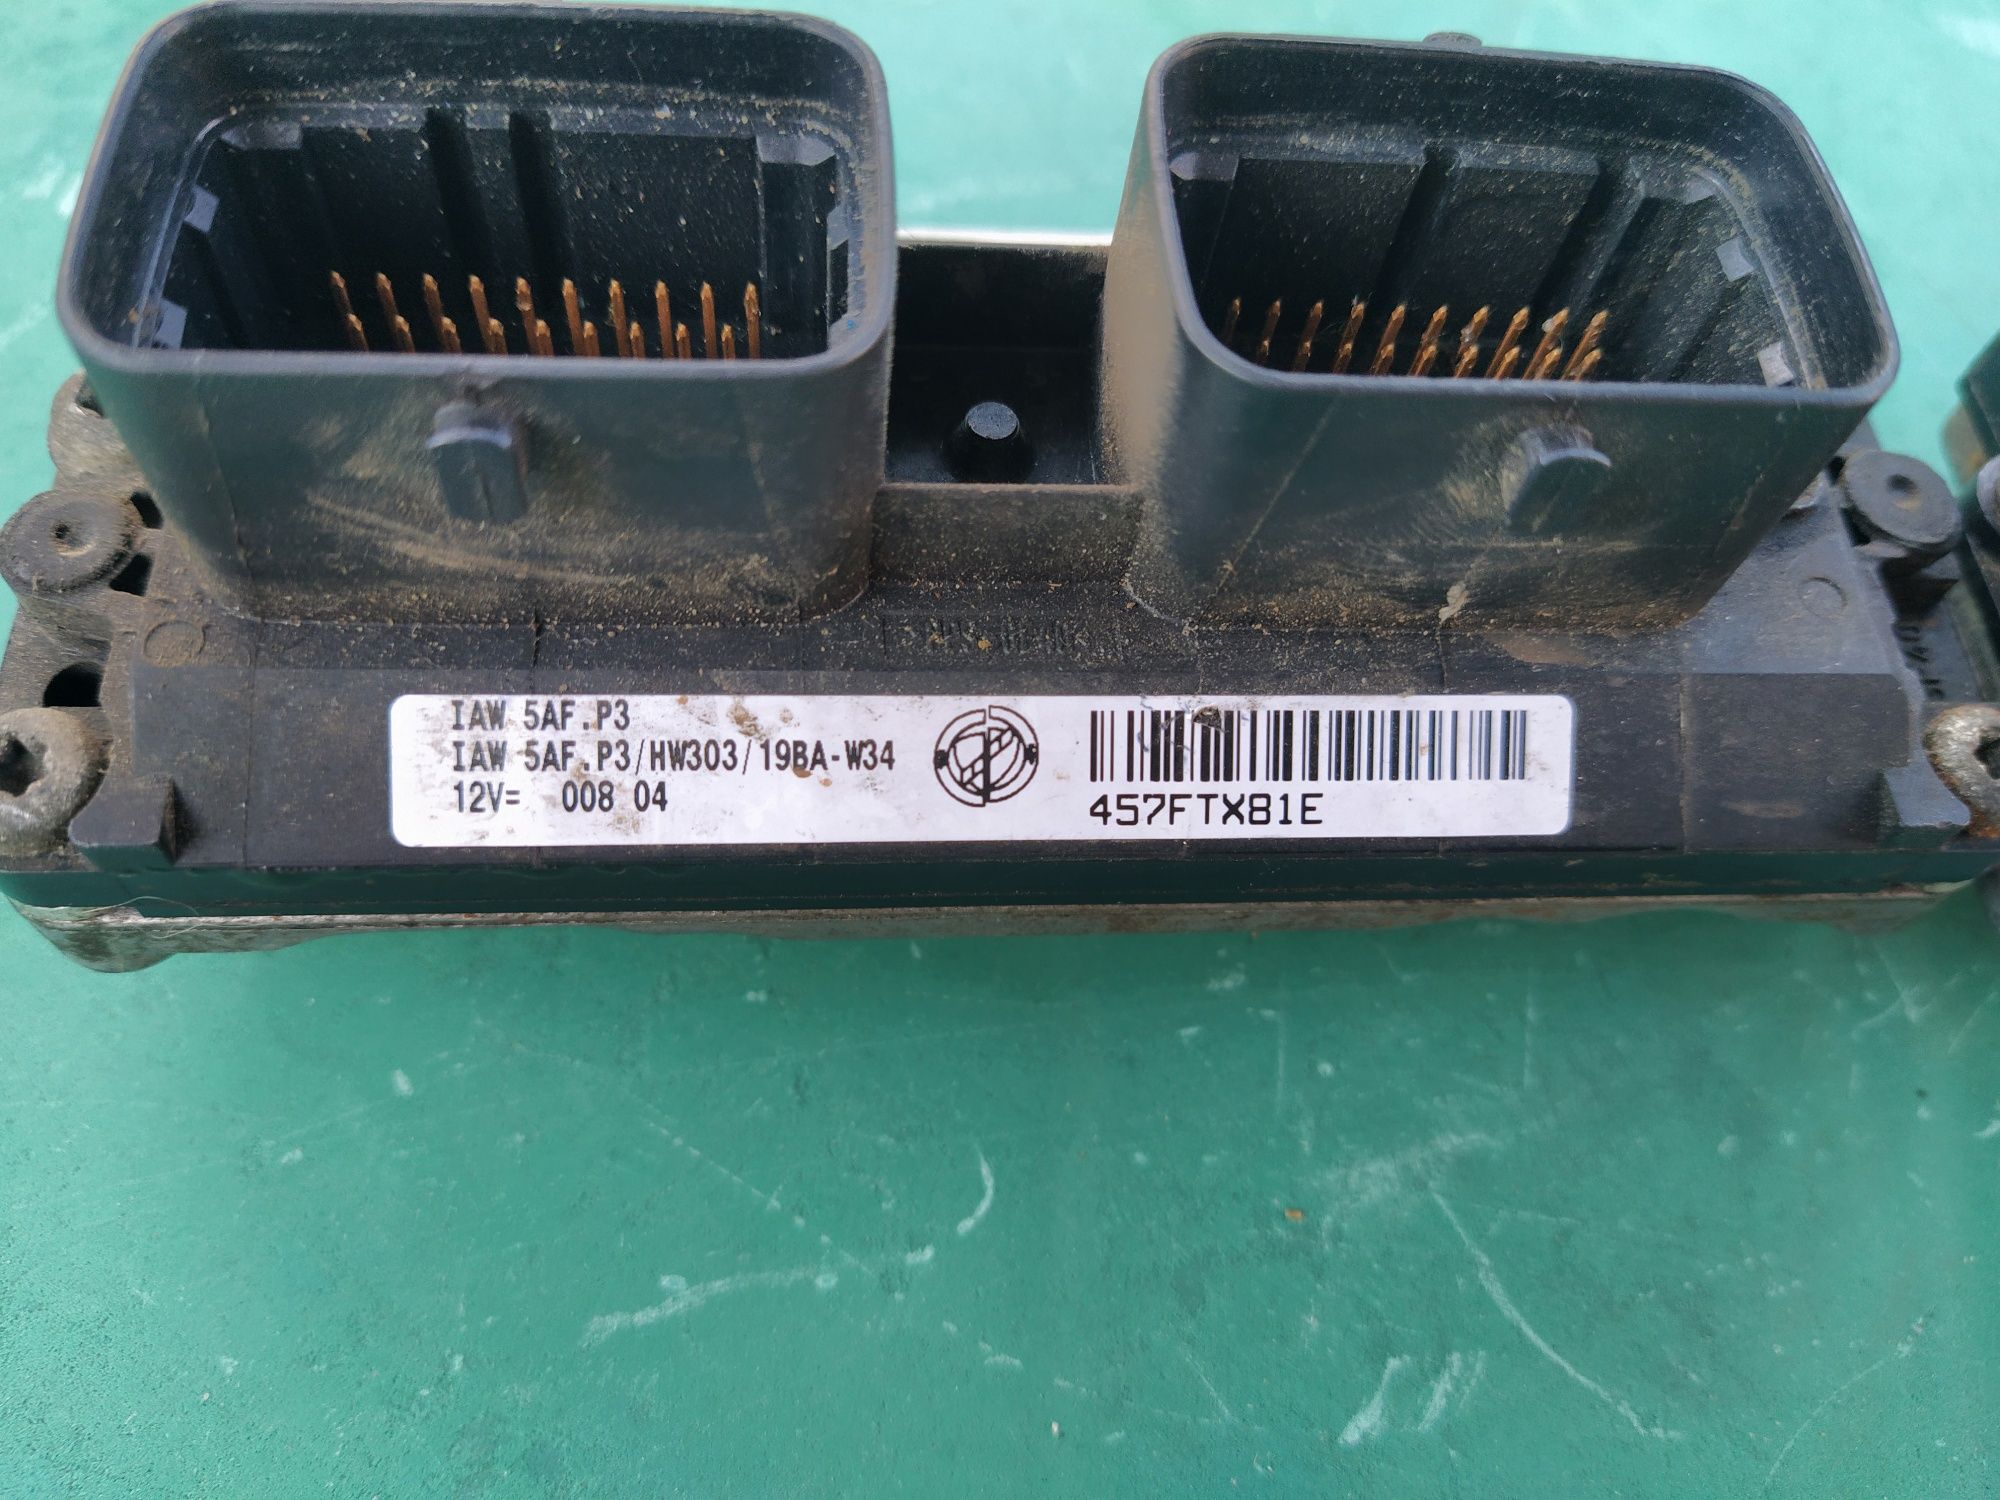 IAW 5AF.P3
IAW 5AF.P3/HW303/19BA-W34
12V= 008 04
457FTX81E